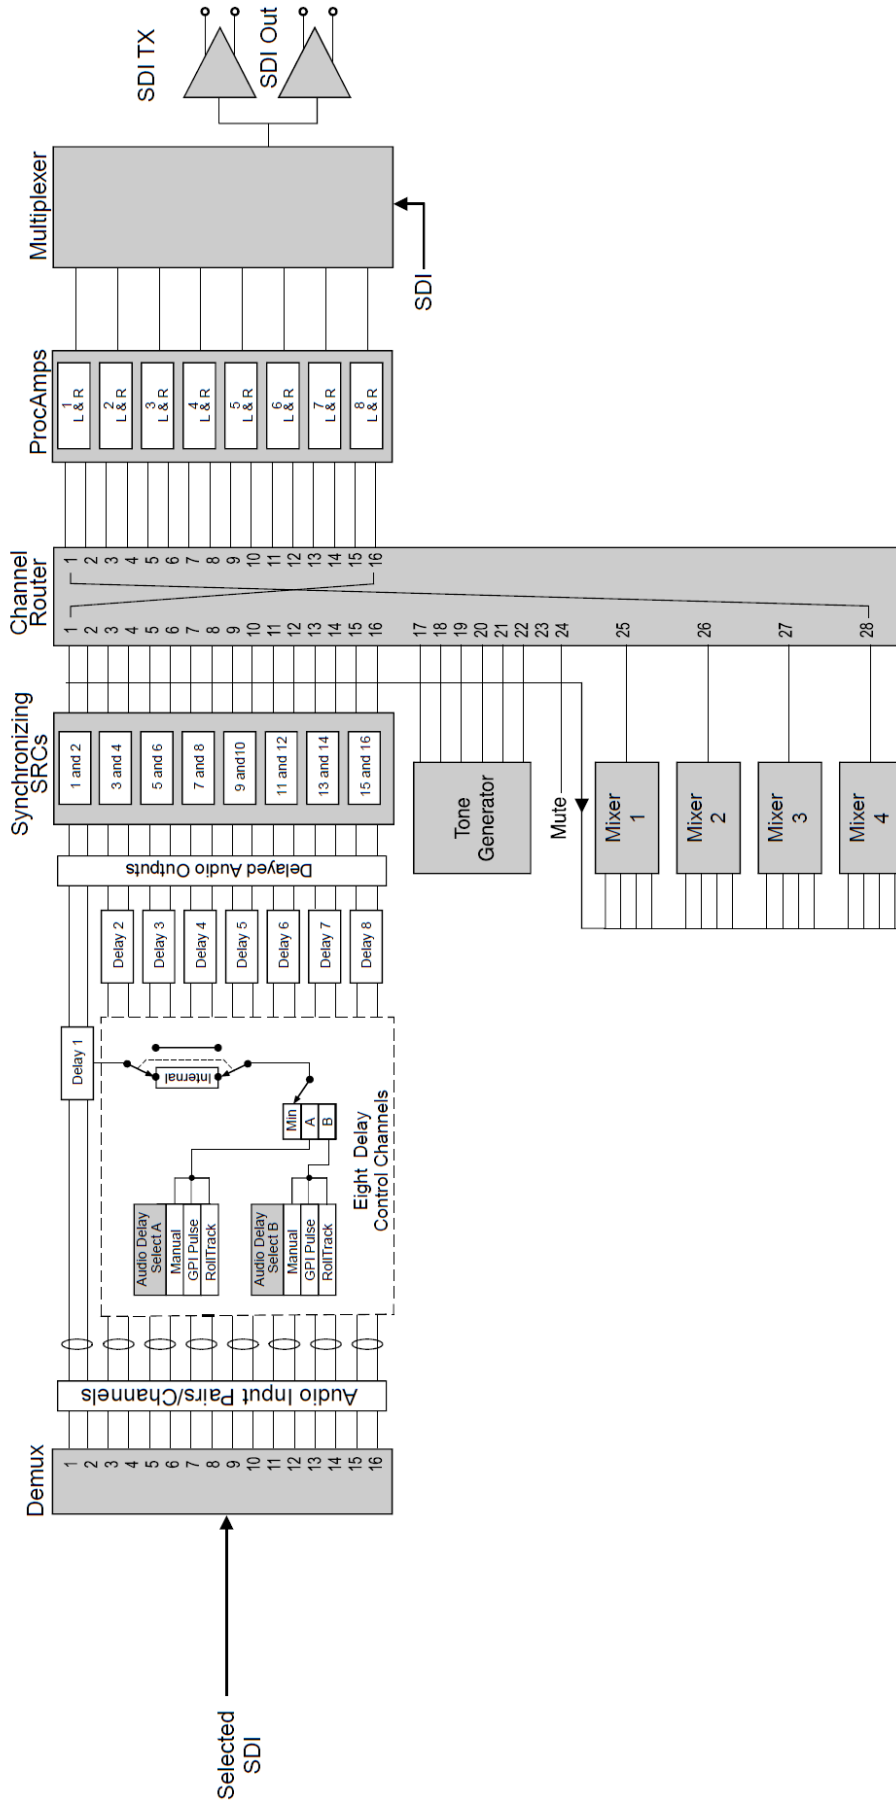 Selected
SDI
Demux
1
2
3
4
5
6
7
8
9
10
11
12
13
14
15
16
Audio Input Pairs/Channels
Audio Delay
Select A
Manual
GPI Pulse
RollTrack
Audio Delay
Select B
Manual
GPI Pulse
RollTrack
Min
A
B
Internal
Eight Delay
Control Channels
Delay 1
Delay 2
Delay 3
Delay 4
Delay 5
Delay 6
Delay 7
Delay 8
Delayed Audio Outputs
Synchronizing
SRCs
1 and 2
3 and 4
5 and 6
7 and 8
9 and10
11 and 12
13 and 14
15 and 16
Tone
Generator
Mute
Mixer
1
Mixer
2
Mixer
3
Mixer
4
Channel
Router
1
2
3
4
5
6
7
8
9
10
11
12
13
14
15
16
17
18
19
20
21
22
23
24
25
26
27
28
1
2
3
4
5
6
7
8
9
10
11
12
13
14
15
16
ProcAmps
1
L & R
2
L & R
3
L & R
4
L & R
5
L & R
6
L & R
7
L & R
8
L & R
Multiplexer
SDI
SDI TX
SDI Out